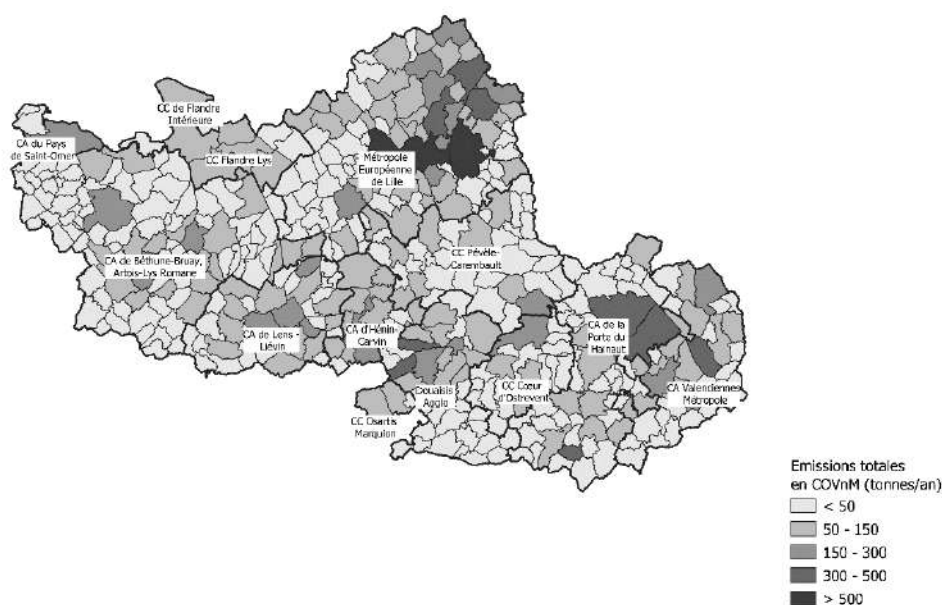 CC de Flandre
Intérieure
CA du Pays
de Saint-Omer
CC Flandre Lys
Métropole
Européenne
de Lille
CC Pévèle-
Carembault
CA de Béthune-Bruay,
Artois-Lys Romane
CA de Lens -
Liévin
CA d'Hénin-
Carvin
CA de la
Porte du
Hainaut
Douaisis
Agglo
CC Cœur
d'Ostrevent
CA Valenciennes
Métropole
CC Osartis
Marquion
Emissions totales
en COVnM (tonnes/an)
< 50
50 - 150
150 - 300
300 - 500
> 500